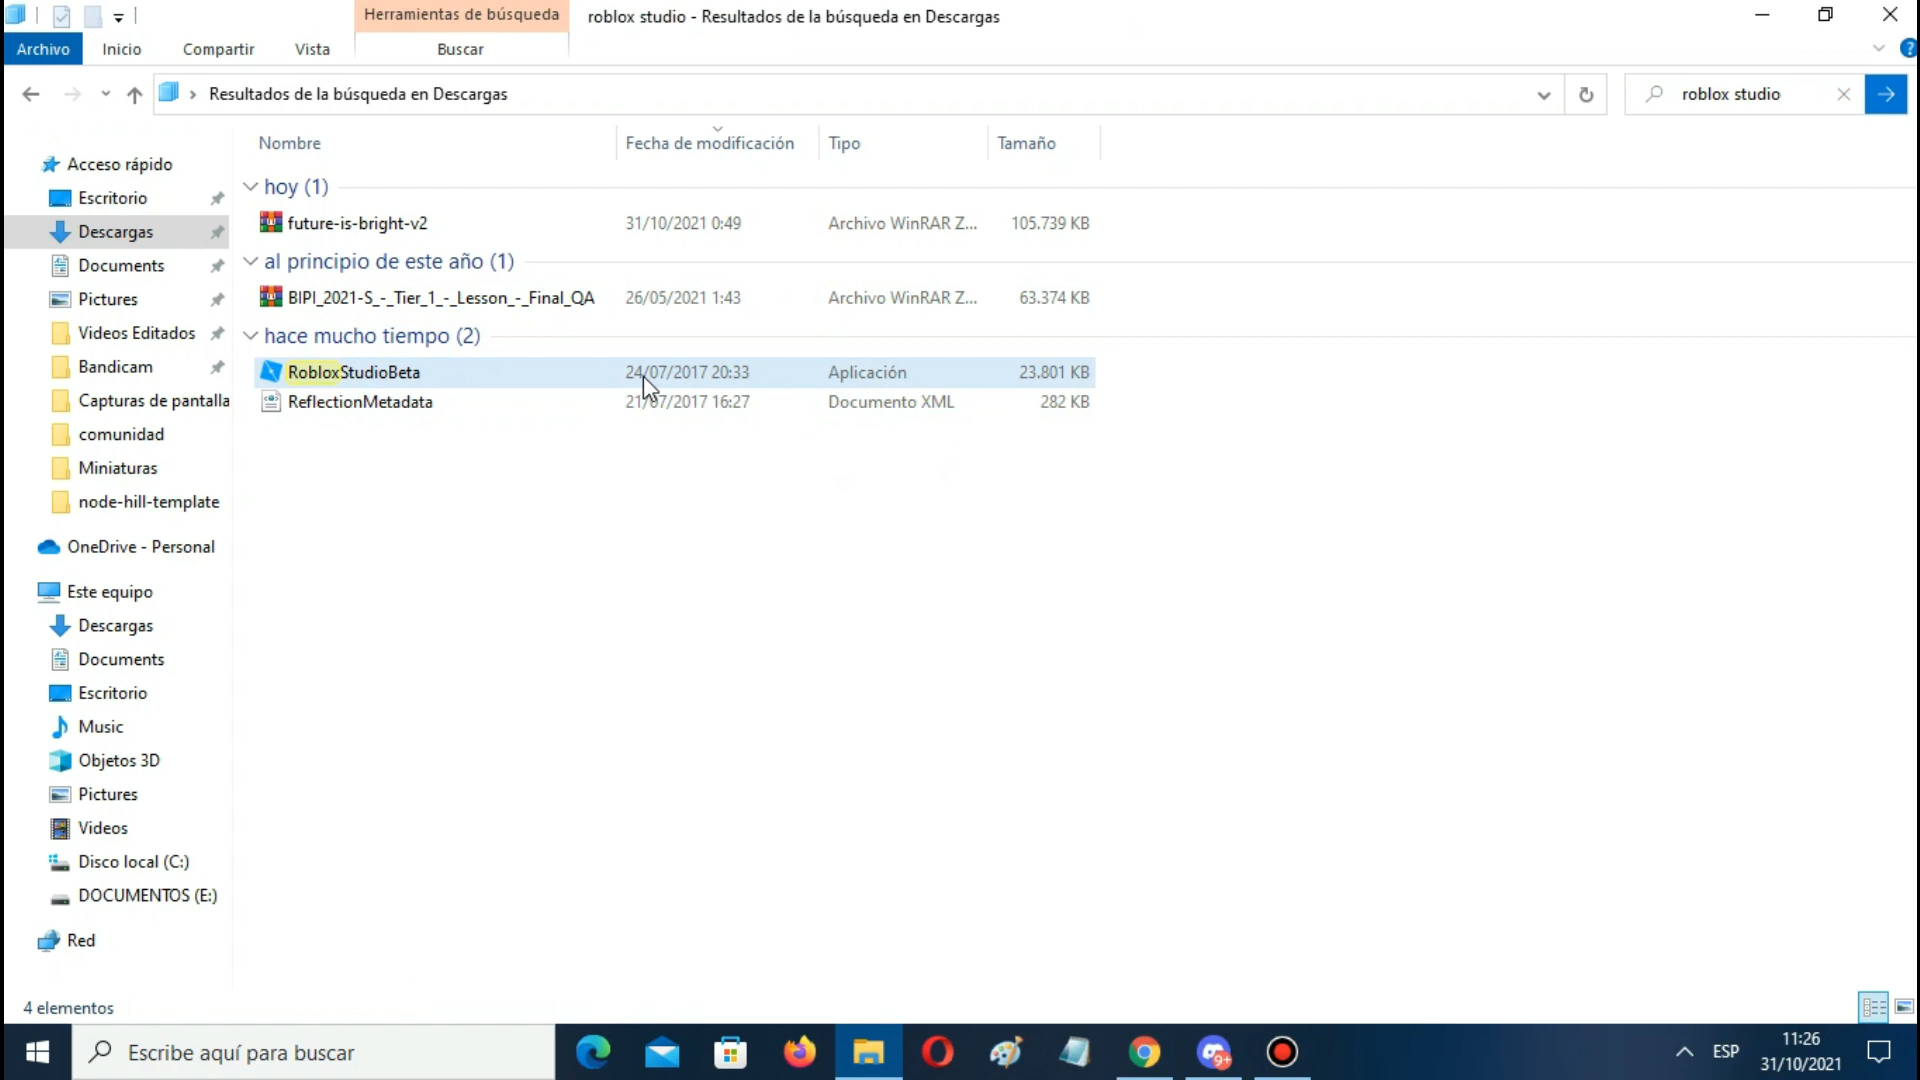 Herramientas de búsqueda
roblox studio - Resultados de la búsqueda en Descargas
Archivo
Inicio
Compartir
Vista
Buscar
?
Resultados de la búsqueda en Descargas
roblox studio
Nombre
Fecha de modificación
Tipo
Tamaño
Acceso rápido
Escritorio
Descargas
Documents
Pictures
Videos Editados
Bandicam
Capturas de pantalla
comunidad
Miniaturas
node-hill-template
OneDrive - Personal
Este equipo
Descargas
Documents
Escritorio
Music
Objetos 3D
Pictures
Videos
Disco local (C:)
DOCUMENTOS (E:)
Red
hoy (1)
future-is-bright-v2 31/10/2021 0:49 Archivo WinRAR Z... 105.739 KB
al principio de este año (1)
BIPI_2021-S_-_Tier_1_-_Lesson_-_Final_QA 26/05/2021 1:43 Archivo WinRAR Z... 63.374 KB
hace mucho tiempo (2)
RobloxStudioBeta 24/07/2017 20:33 Aplicación 23.801 KB
ReflectionMetadata 21/07/2017 16:27 Documento XML 282 KB
4 elementos
Escribe aquí para buscar
9+
ESP
11:26
31/10/2021